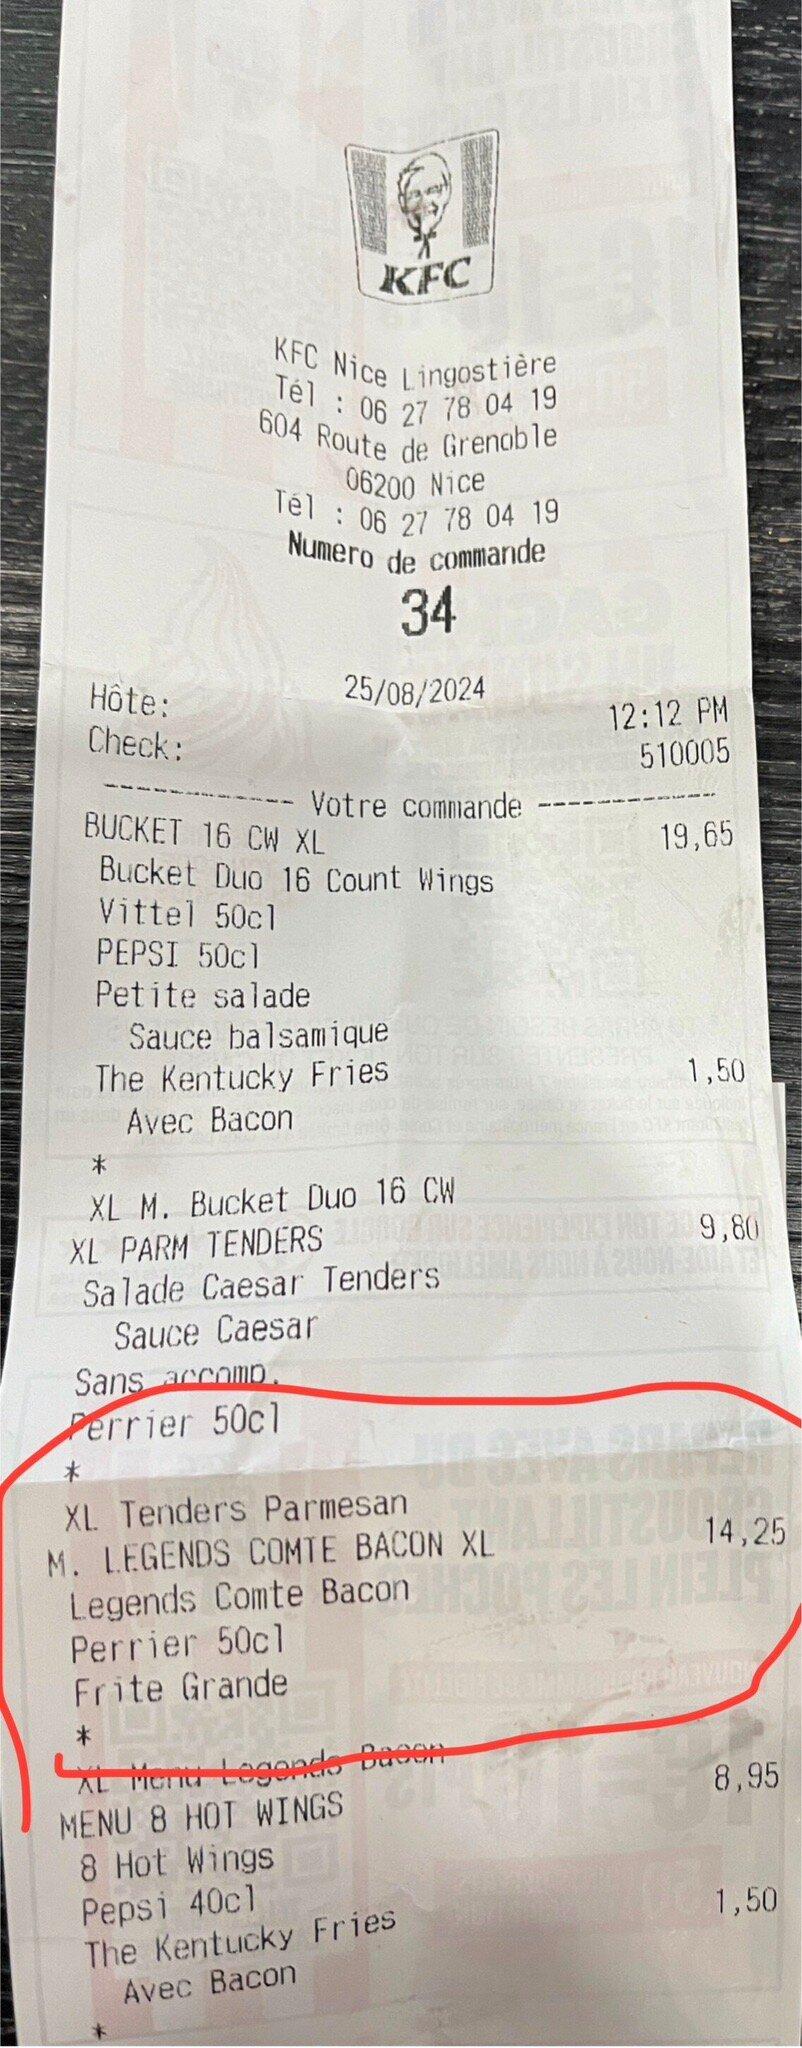 KFC
KFC Nice Lingostière
Tél : 06 27 78 04 19
604 Route de Grenoble
06200 Nice
Tél : 06 27 78 04 19
Numero de commande
34
Hôte: 25/08/2024 12:12 PM
Check: 510005
------------- Votre commande -------------
BUCKET 16 CW XL 19,65
Bucket Duo 16 Count Wings
Vittel 50cl
PEPSI 50cl
Petite salade
Sauce balsamique
The Kentucky Fries 1,50
Avec Bacon
*
XL M. Bucket Duo 16 CW
XL PARM TENDERS 9,80
Salade Caesar Tenders
Sauce Caesar
Sans accomp.
Perrier 50cl
*
XL Tenders Parmesan
M. LEGENDS COMTE BACON XL 14,25
Legends Comte Bacon
Perrier 50cl
Frite Grande
*
XL Menu Legends Bacon
MENU 8 HOT WINGS 8,95
8 Hot Wings
Pepsi 40cl
The Kentucky Fries 1,50
Avec Bacon
*